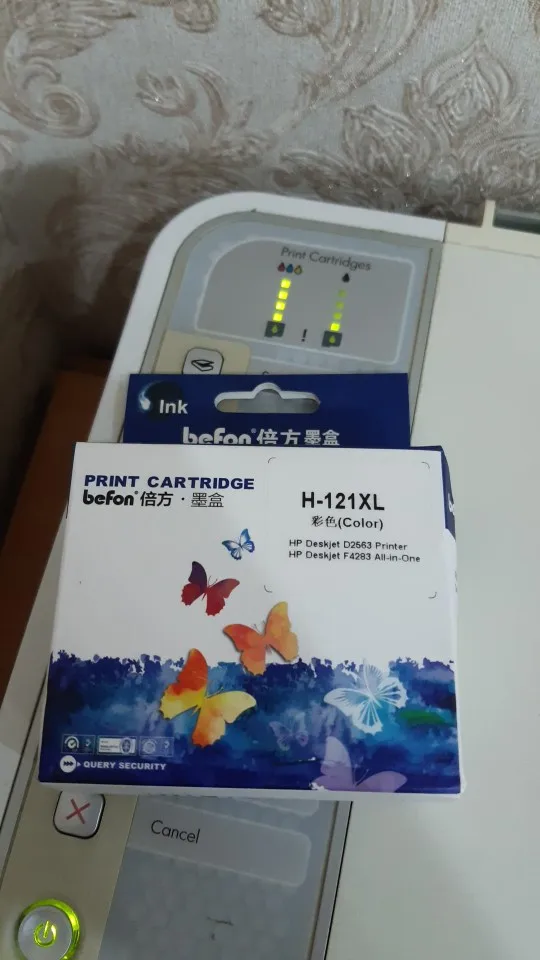 Print Cartridges
!
Ink
befon® 倍方墨盒
PRINT CARTRIDGE
befon® 倍方·墨盒
H-121XL
彩色(Color)
HP Deskjet D2563 Printer
HP Deskjet F4283 All-in-One
QUERY SECURITY
Cancel